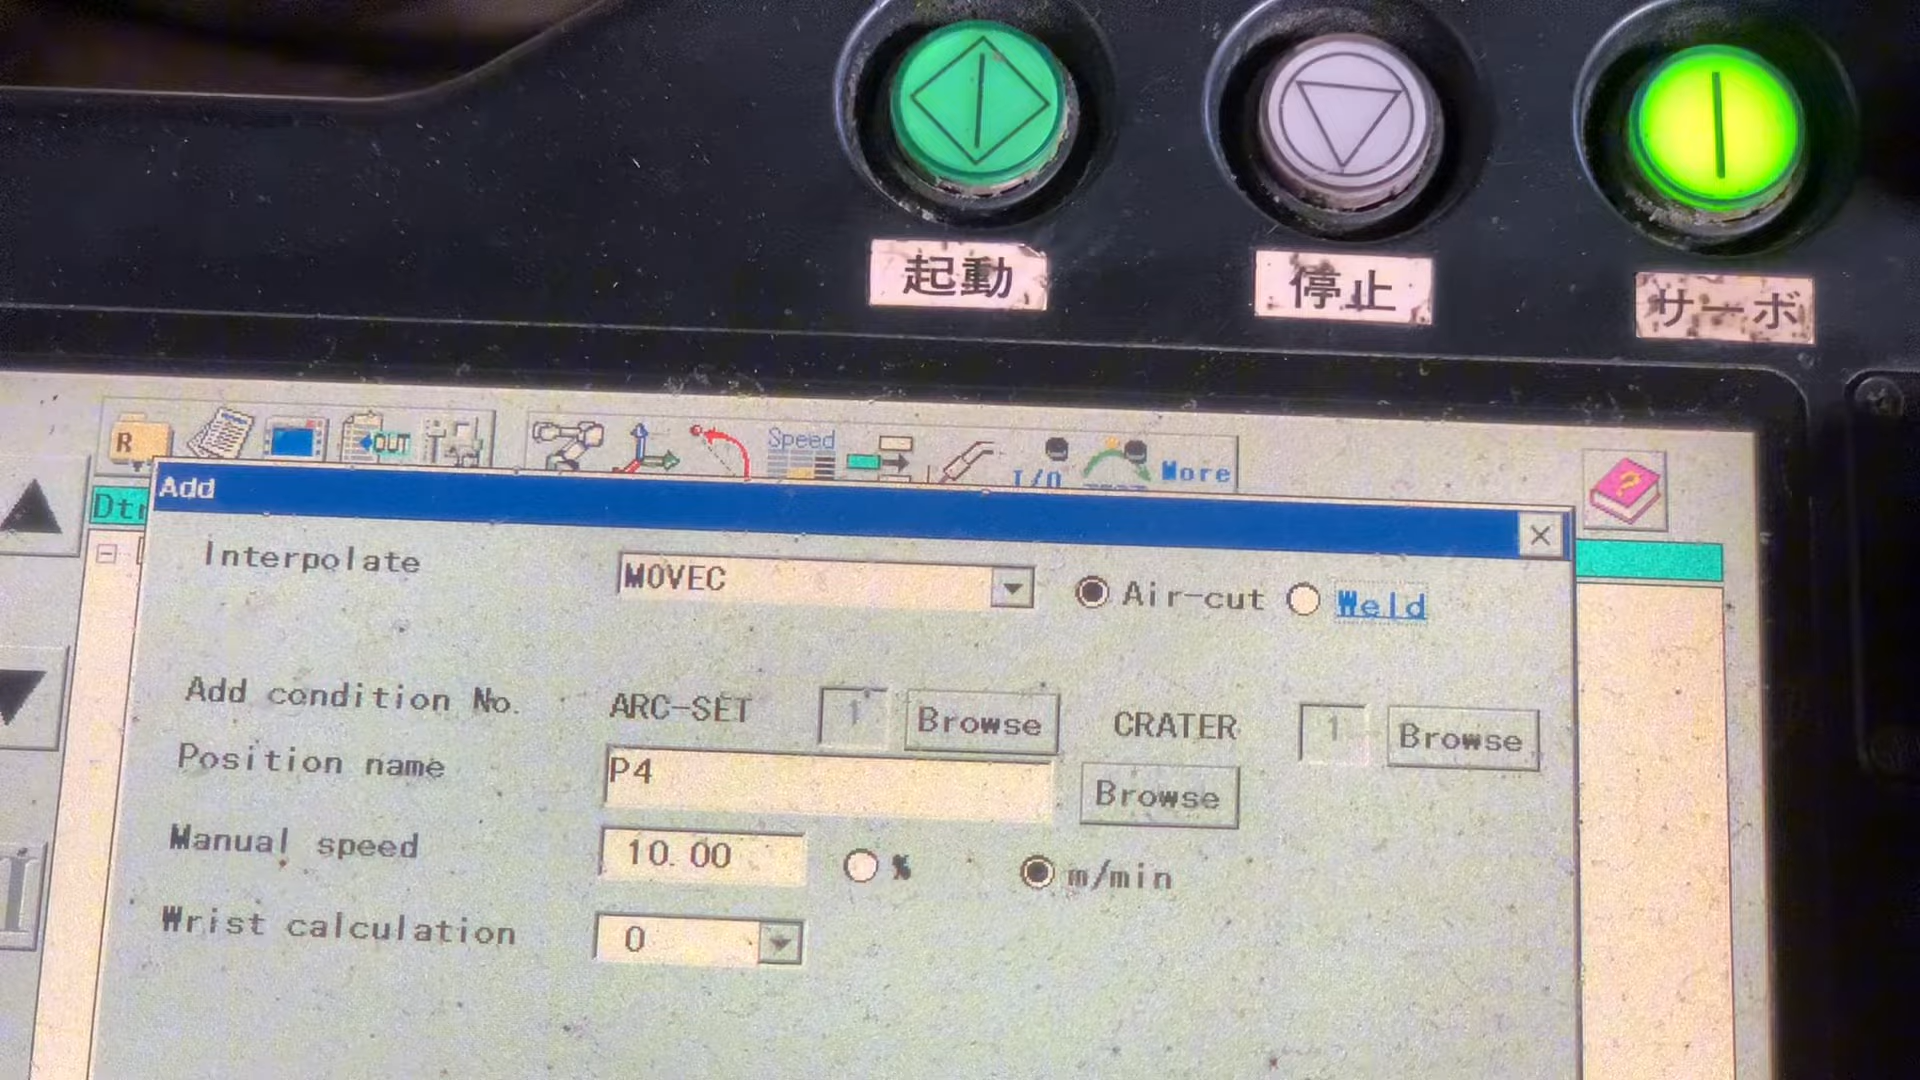 起動 停止 サーボ
R OUT Speed I/O More
Add
Interpolate MOVEC Air-cut Weld
Add condition No. ARC-SET 1 Browse CRATER 1 Browse
Position name P4 Browse
Manual speed 10.00 % m/min
Wrist calculation 0